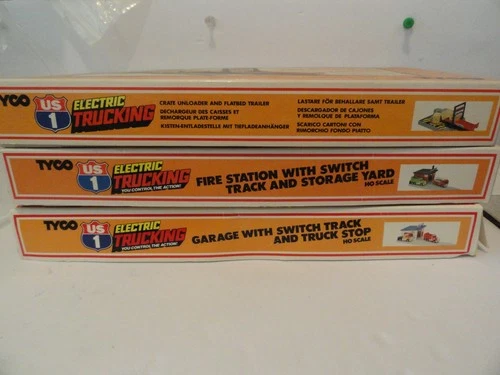 TYCO US 1 ELECTRIC TRUCKING
CRATE UNLOADER AND FLATBED TRAILER
DECHARGEUR DES CAISSES ET
REMORQUE PLATE-FORME
KISTEN-ENTLADESTELLE MIT TIEFLADEANHÄNGER
LASTARE FÖR BEHALLARE SAMT TRAILER
DESCARGADOR DE CAJONES
Y REMOLQUE DE PLATAFORMA
SCARICO CARTONI CON
RIMORCHIO FONDO PIATTO
TYCO US 1 ELECTRIC TRUCKING
YOU CONTROL THE ACTION!
FIRE STATION WITH SWITCH
TRACK AND STORAGE YARD
HO SCALE
TYCO US 1 ELECTRIC TRUCKING
YOU CONTROL THE ACTION!
GARAGE WITH SWITCH TRACK
AND TRUCK STOP
HO SCALE